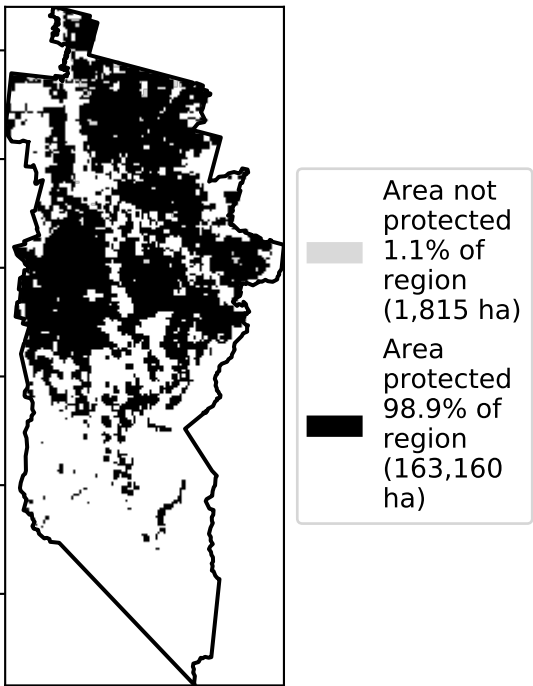 Area not
protected
1.1% of
region
(1,815 ha)
Area
protected
98.9% of
region
(163,160
ha)